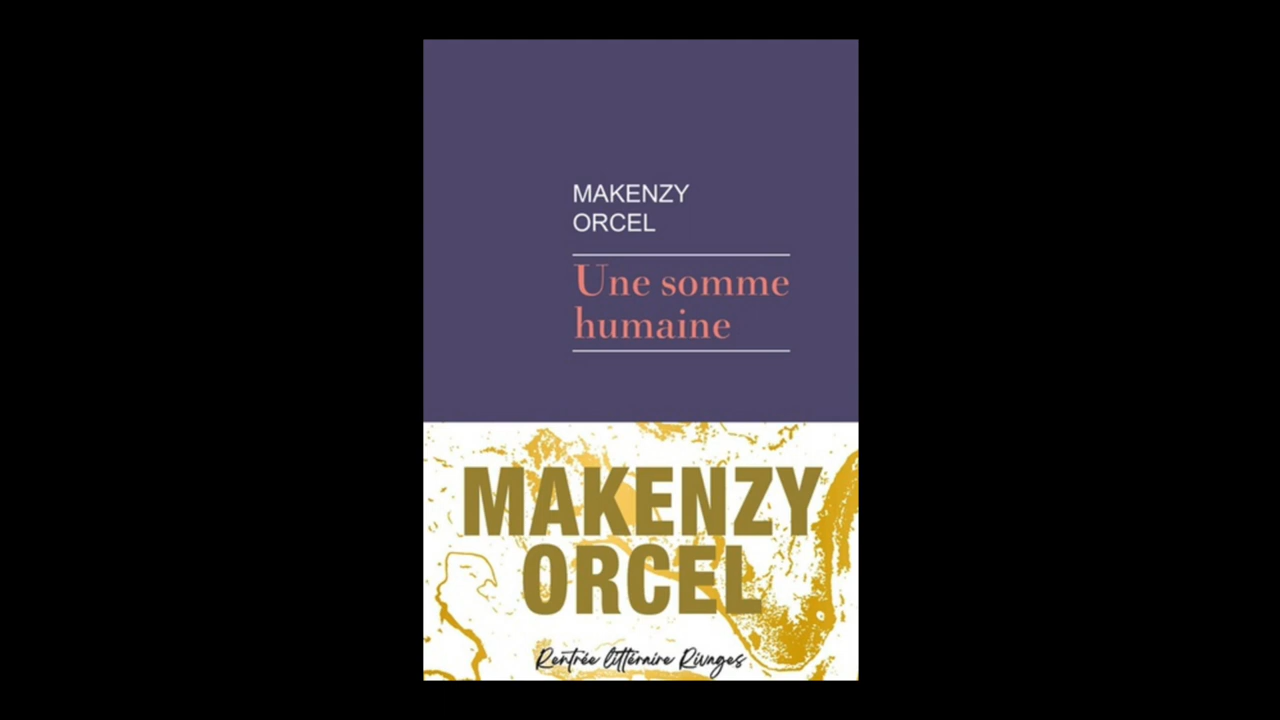 MAKENZY
ORCEL
Une somme
humaine
MAKENZY
ORCEL
Rentrée littéraire Rivages